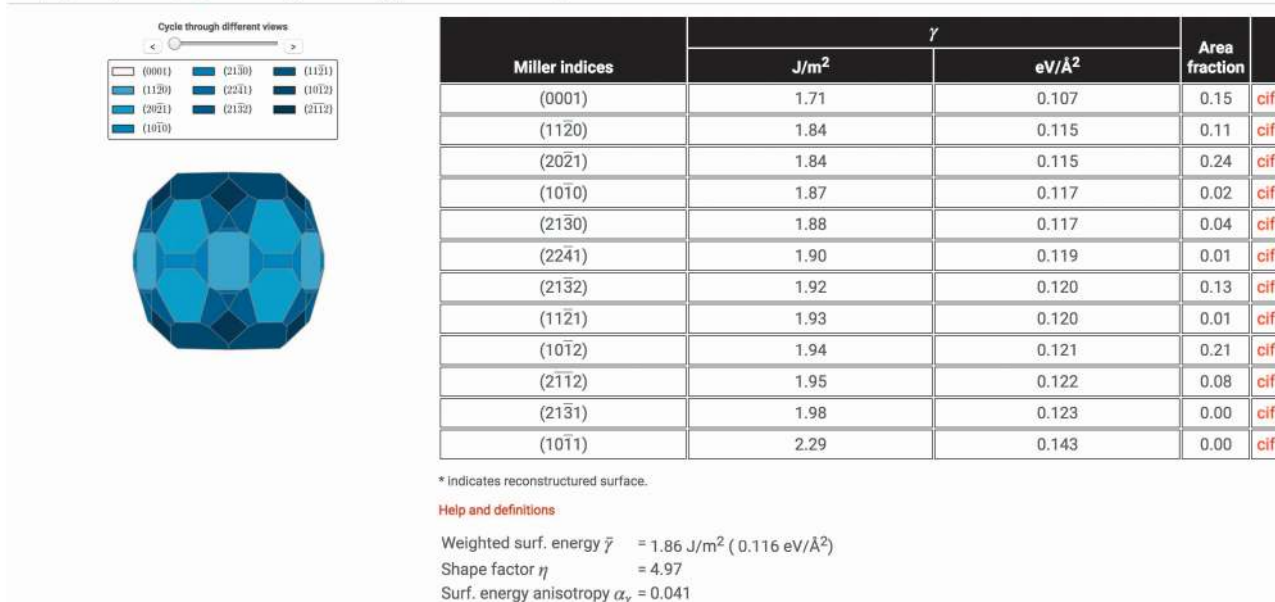 Cycle through different views
< >
(0001) (213̅0) (112̅1)
(112̅0) (224̅1) (101̅2)
(202̅1) (213̅2) (21̅1̅2)
(101̅0)
γ
Miller indices J/m² eV/Å² Area fraction
(0001) 1.71 0.107 0.15 cif
(112̅0) 1.84 0.115 0.11 cif
(202̅1) 1.84 0.115 0.24 cif
(101̅0) 1.87 0.117 0.02 cif
(213̅0) 1.88 0.117 0.04 cif
(224̅1) 1.90 0.119 0.01 cif
(213̅2) 1.92 0.120 0.13 cif
(112̅1) 1.93 0.120 0.01 cif
(101̅2) 1.94 0.121 0.21 cif
(21̅1̅2) 1.95 0.122 0.08 cif
(213̅1) 1.98 0.123 0.00 cif
(101̅1) 2.29 0.143 0.00 cif
* indicates reconstructured surface.
Help and definitions
Weighted surf. energy γ̄ = 1.86 J/m² ( 0.116 eV/Å²)
Shape factor η = 4.97
Surf. energy anisotropy αᵧ = 0.041